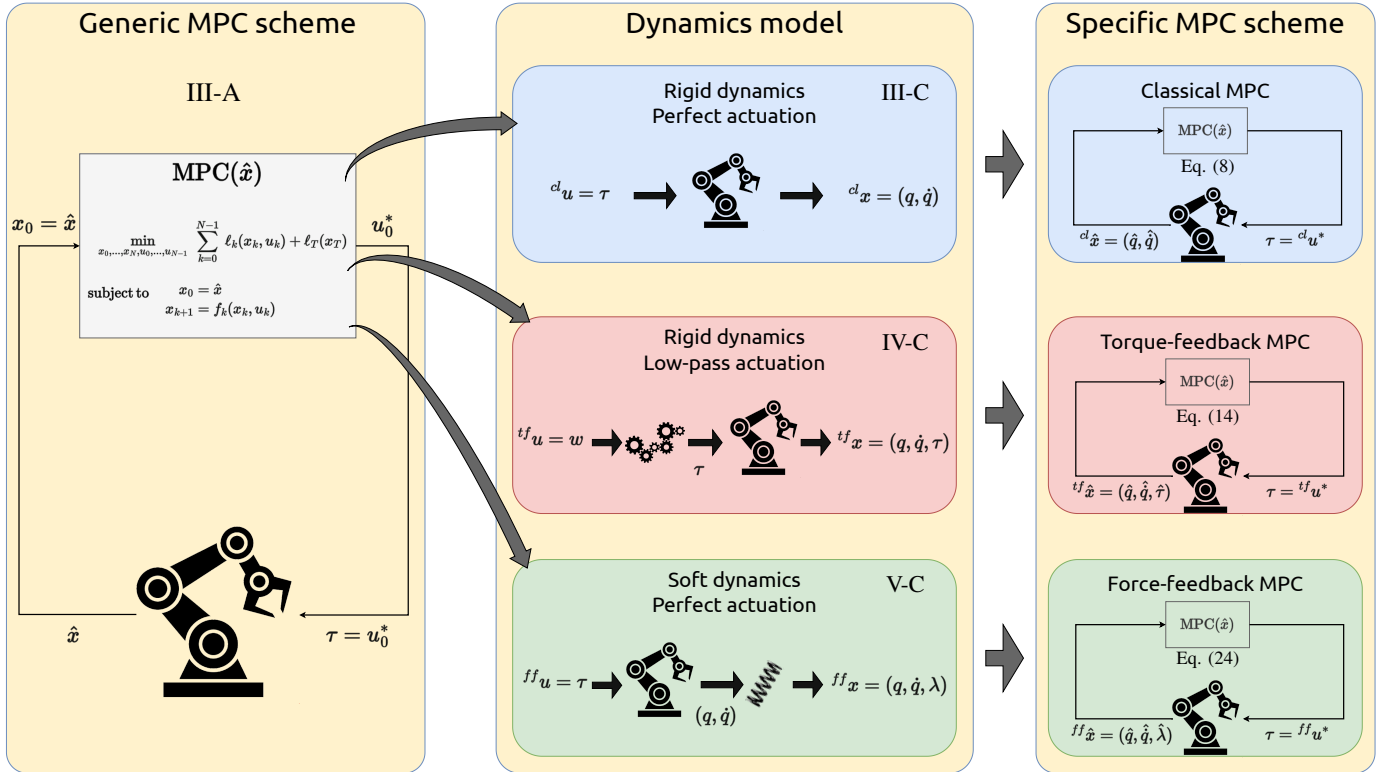 Generic MPC scheme
III-A
MPC(x̂)
min
x₀,...,x_N,u₀,...,u_{N−1}
∑_{k=0}^{N−1} ℓ_k(x_k, u_k) + ℓ_T(x_T)
subject to x₀ = x̂
x_{k+1} = f_k(x_k, u_k)
x₀ = x̂
u₀*
x̂
τ = u₀*
Dynamics model
Rigid dynamics
Perfect actuation
III-C
ᶜˡu = τ
ᶜˡx = (q, q̇)
Rigid dynamics
Low-pass actuation
IV-C
ᵗᶠu = w
τ
ᵗᶠx = (q, q̇, τ)
Soft dynamics
Perfect actuation
V-C
ᶠᶠu = τ
(q, q̇)
ᶠᶠx = (q, q̇, λ)
Specific MPC scheme
Classical MPC
MPC(x̂)
Eq. (8)
ᶜˡx̂ = (q̂, q̇̂)
τ = ᶜˡu*
Torque-feedback MPC
MPC(x̂)
Eq. (14)
ᵗᶠx̂ = (q̂, q̇̂, τ̂)
τ = ᵗᶠu*
Force-feedback MPC
MPC(x̂)
Eq. (24)
ᶠᶠx̂ = (q̂, q̇̂, λ̂)
τ = ᶠᶠu*